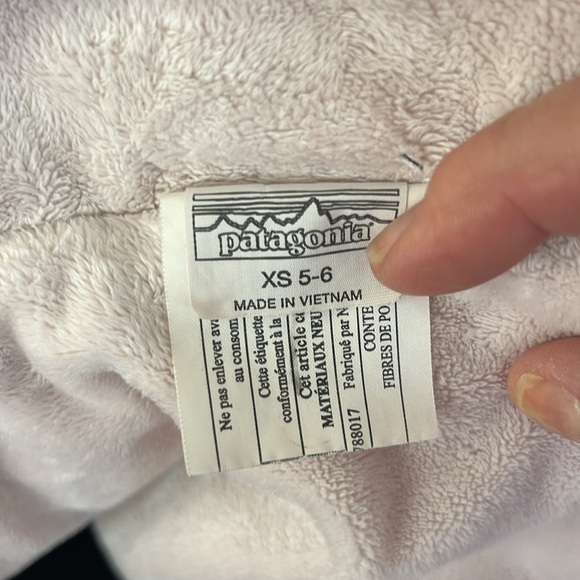 patagonia
XS 5-6
MADE IN VIETNAM
Ne pas enlever
au consom
Cette étiquette
conformément à la
Cet article
MATÉRIAUX NEU
Fabriqué par N
788017
CONTE
FIBRES DE PO